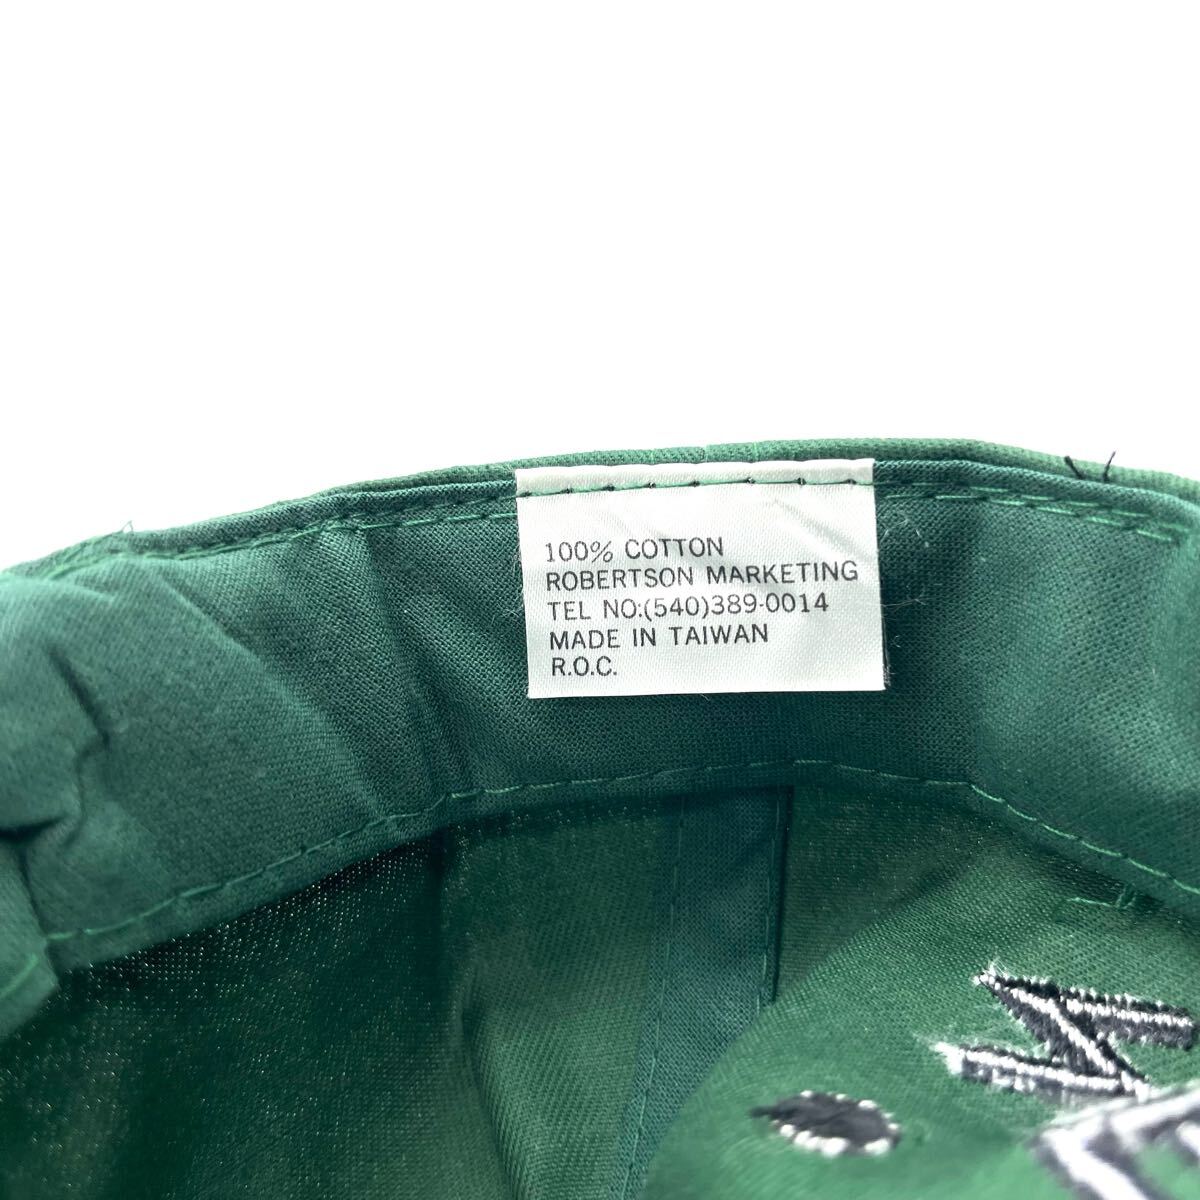 100% COTTON
ROBERTSON MARKETING
TEL NO:(540)389-0014
MADE IN TAIWAN
R.O.C.